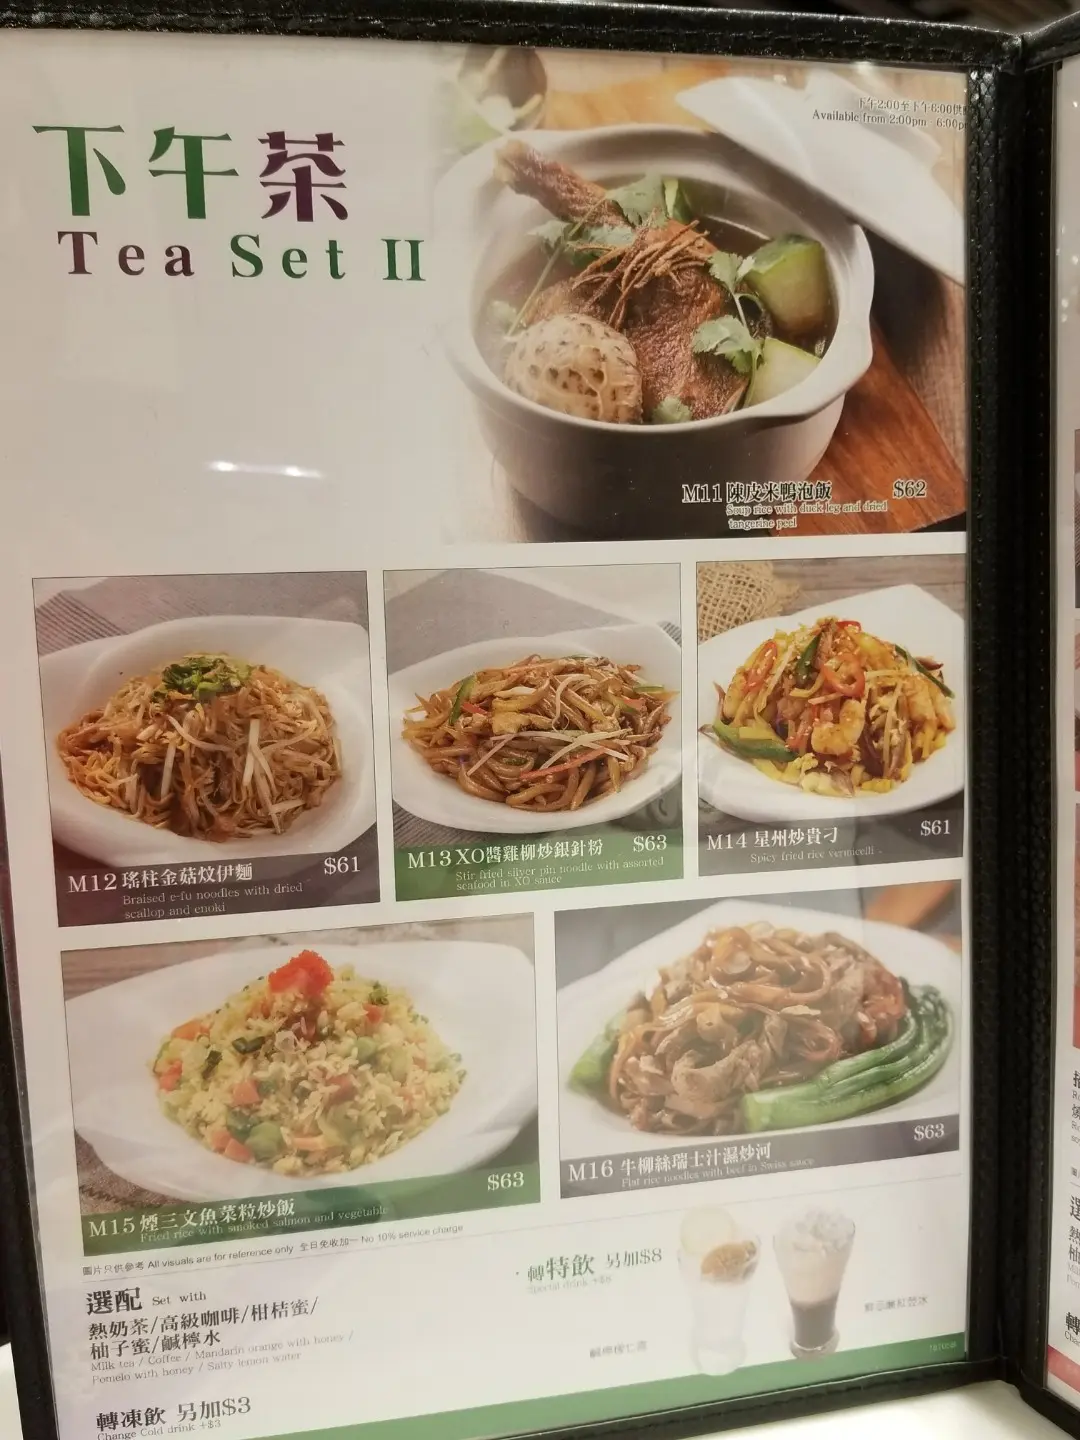 下午茶
Tea Set II
下午2:00至下午6:00供
Available from 2:00pm - 6:00p
M11 陳皮米鴨泡飯 $62
Soup rice with duck leg and dried
tangerine peel
M12 瑤柱金菇炆伊麵 $61
Braised e-fu noodles with dried
scallop and enoki
M13 XO醬雞柳炒銀針粉 $63
Stir fried sliver pin noodle with assorted
seafood in XO sauce
M14 星州炒貴刁 $61
Spicy fried rice vermicelli
M15 煙三文魚菜粒炒飯 $63
Fried rice with smoked salmon and vegetable
M16 牛柳絲瑞士汁濕炒河 $63
Flat rice noodles with beef in Swiss sauce
圖片只供參考 All visuals are for reference only 全日免收加一 No 10% service charge
選配 Set with
熱奶茶/高級咖啡/柑桔蜜/
柚子蜜/鹹檸水
Milk tea / Coffee / Mandarin orange with honey /
Pomelo with honey / Salty lemon water
轉凍飲 另加$3
Change Cold drink +$3
轉特飲 另加$8
Special drink +$8